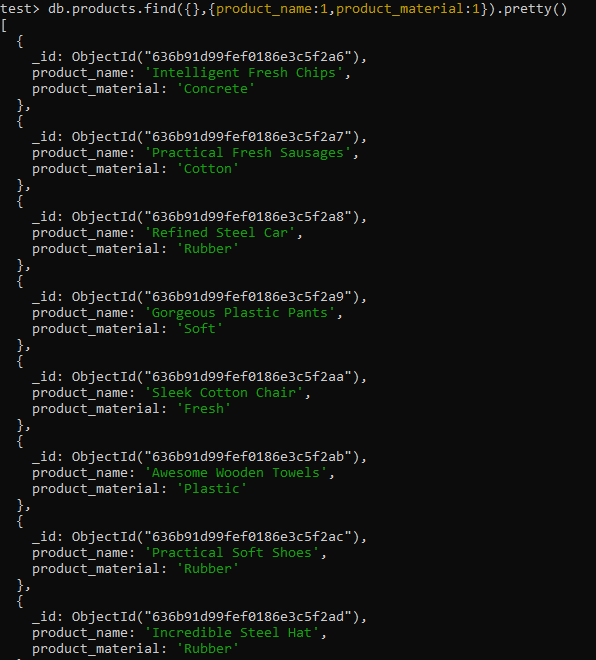 test> db.products.find({},{product_name:1,product_material:1}).pretty()
[
  {
    _id: ObjectId("636b91d99fef0186e3c5f2a6"),
    product_name: 'Intelligent Fresh Chips',
    product_material: 'Concrete'
  },
  {
    _id: ObjectId("636b91d99fef0186e3c5f2a7"),
    product_name: 'Practical Fresh Sausages',
    product_material: 'Cotton'
  },
  {
    _id: ObjectId("636b91d99fef0186e3c5f2a8"),
    product_name: 'Refined Steel Car',
    product_material: 'Rubber'
  },
  {
    _id: ObjectId("636b91d99fef0186e3c5f2a9"),
    product_name: 'Gorgeous Plastic Pants',
    product_material: 'Soft'
  },
  {
    _id: ObjectId("636b91d99fef0186e3c5f2aa"),
    product_name: 'Sleek Cotton Chair',
    product_material: 'Fresh'
  },
  {
    _id: ObjectId("636b91d99fef0186e3c5f2ab"),
    product_name: 'Awesome Wooden Towels',
    product_material: 'Plastic'
  },
  {
    _id: ObjectId("636b91d99fef0186e3c5f2ac"),
    product_name: 'Practical Soft Shoes',
    product_material: 'Rubber'
  },
  {
    _id: ObjectId("636b91d99fef0186e3c5f2ad"),
    product_name: 'Incredible Steel Hat',
    product_material: 'Rubber'